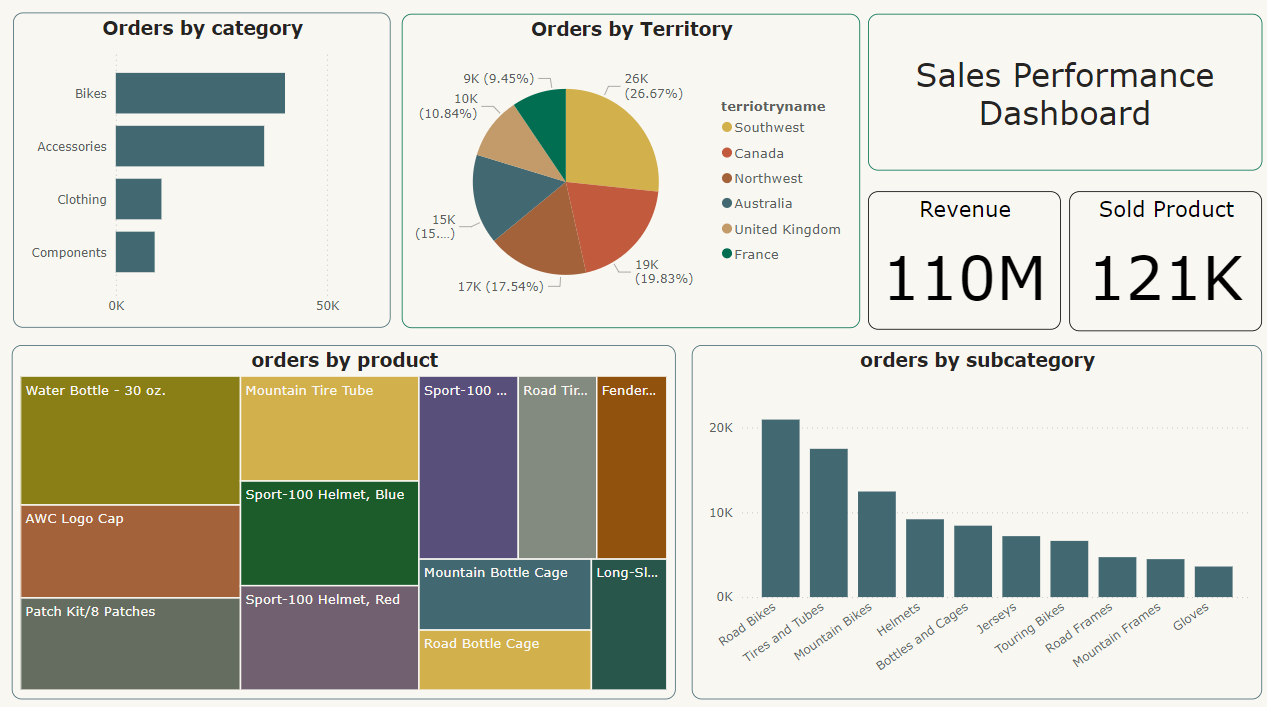 Orders by category
Bikes
Accessories
Clothing
Components
0K
50K
Orders by Territory
9K (9.45%)
26K
(26.67%)
10K
(10.84%)
15K
(15....)
17K (17.54%)
19K
(19.83%)
terriotryname
Southwest
Canada
Northwest
Australia
United Kingdom
France
Sales Performance
Dashboard
Revenue
110M
Sold Product
121K
orders by product
Water Bottle - 30 oz.
AWC Logo Cap
Patch Kit/8 Patches
Mountain Tire Tube
Sport-100 Helmet, Blue
Sport-100 Helmet, Red
Sport-100 ...
Road Tir...
Fender...
Mountain Bottle Cage
Road Bottle Cage
Long-Sl...
orders by subcategory
20K
10K
0K
Road Bikes
Tires and Tubes
Mountain Bikes
Helmets
Bottles and Cages
Jerseys
Touring Bikes
Road Frames
Mountain Frames
Gloves